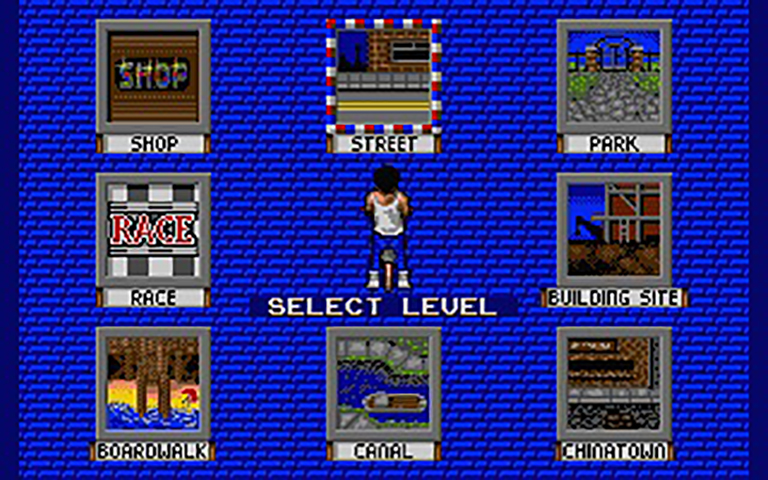 SHOP
SHOP
STREET
PARK
RACE
RACE
SELECT LEVEL
BUILDING SITE
BOARDWALK
CANAL
CHINATOWN